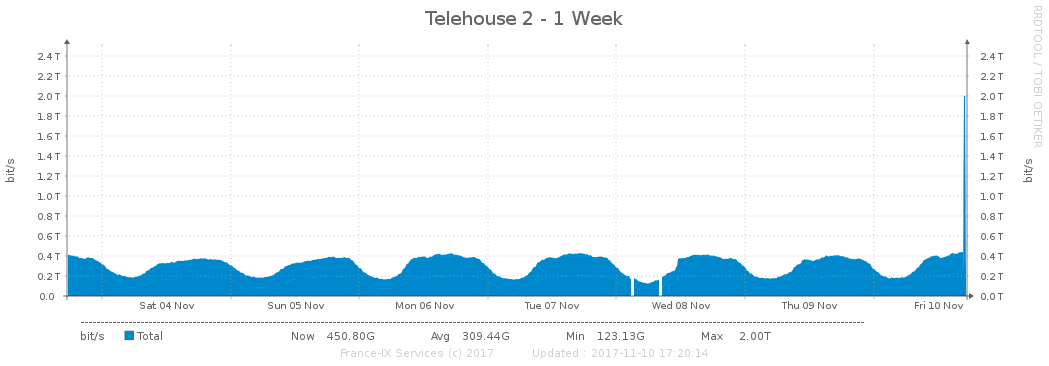 Telehouse 2 - 1 Week
RRDTOOL / TOBI OETIKER
bit/s
2.4 T 2.4 T
2.2 T 2.2 T
2.0 T 2.0 T
1.8 T 1.8 T
1.6 T 1.6 T
1.4 T 1.4 T
1.2 T 1.2 T
1.0 T 1.0 T
0.8 T 0.8 T
0.6 T 0.6 T
0.4 T 0.4 T
0.2 T 0.2 T
0.0 0.0 T
bit/s
Sat 04 Nov Sun 05 Nov Mon 06 Nov Tue 07 Nov Wed 08 Nov Thu 09 Nov Fri 10 Nov
bit/s Total Now 450.80G Avg 309.44G Min 123.13G Max 2.00T
France-IX Services (c) 2017 Updated : 2017-11-10 17:20:14